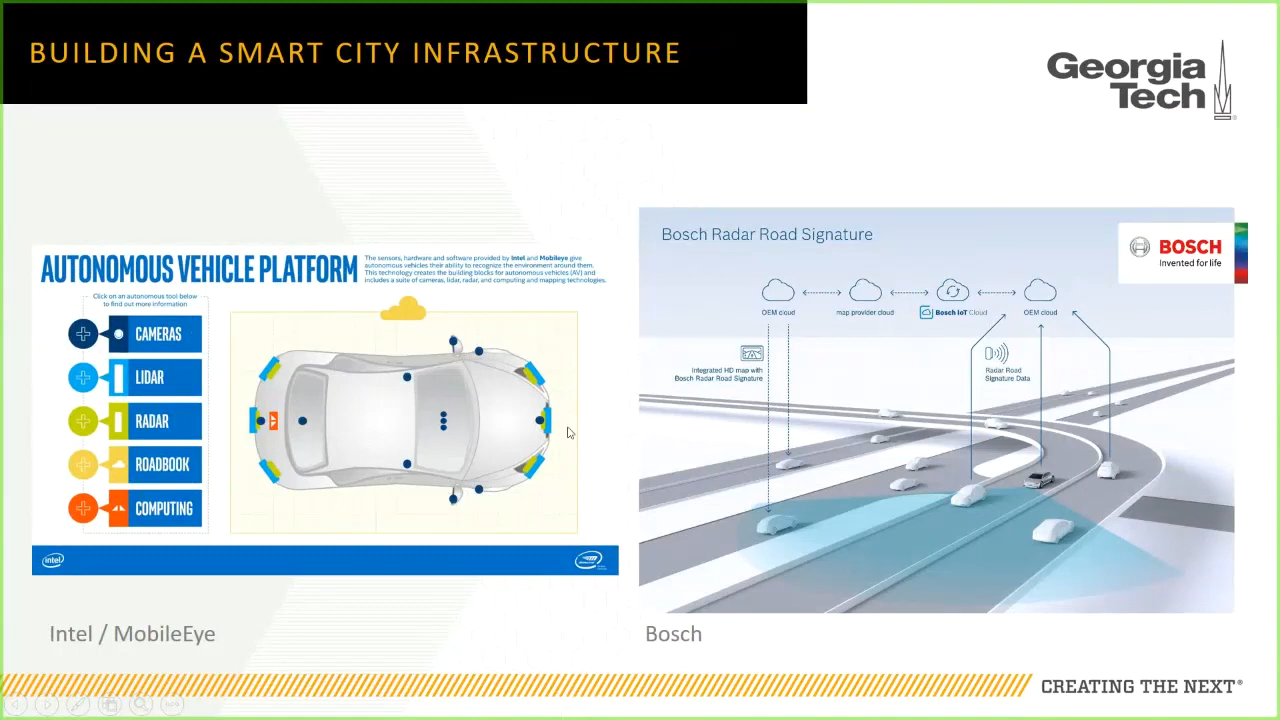 BUILDING A SMART CITY INFRASTRUCTURE
Georgia
Tech
AUTONOMOUS VEHICLE PLATFORM
The sensors, hardware and software provided by Intel and Mobileye give
autonomous vehicles their ability to recognize the environment around them.
This technology creates the building blocks for autonomous vehicles (AV) and
includes a suite of cameras, lidar, radar, and computing and mapping technologies.
Click on an autonomous tool below
to find out more information
CAMERAS
LIDAR
RADAR
ROADBOOK
COMPUTING
intel
Intel / MobileEye
Bosch Radar Road Signature
BOSCH
Invented for life
OEM cloud
map provider cloud
Bosch IoT Cloud
OEM cloud
Integrated HD map with
Bosch Radar Road Signature
Radar Road
Signature Data
Bosch
CREATING THE NEXT®